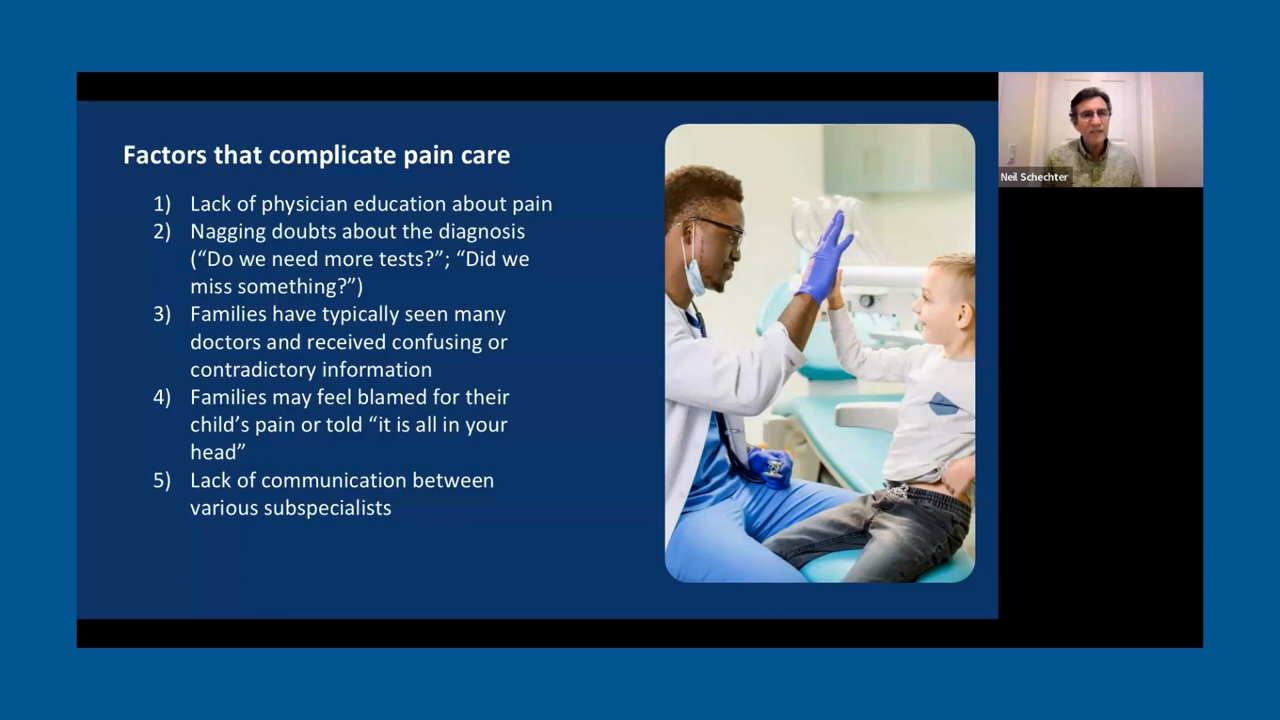 Factors that complicate pain care
1) Lack of physician education about pain
2) Nagging doubts about the diagnosis
(“Do we need more tests?”; “Did we
miss something?”)
3) Families have typically seen many
doctors and received confusing or
contradictory information
4) Families may feel blamed for their
child’s pain or told “it is all in your
head”
5) Lack of communication between
various subspecialists
Neil Schechter